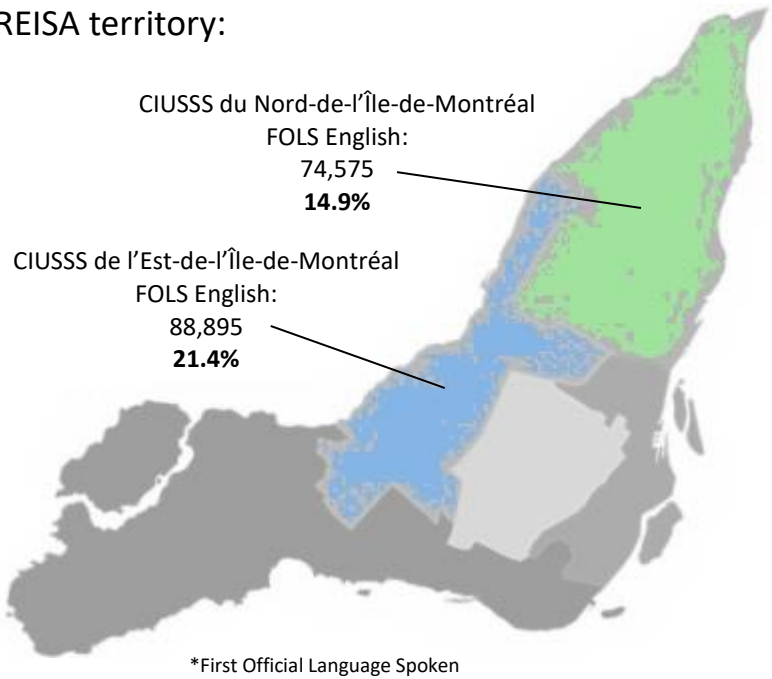 REISA territory:
CIUSSS du Nord-de-l’Île-de-Montréal
FOLS English:
74,575
14.9%
CIUSSS de l’Est-de-l’Île-de-Montréal
FOLS English:
88,895
21.4%
*First Official Language Spoken